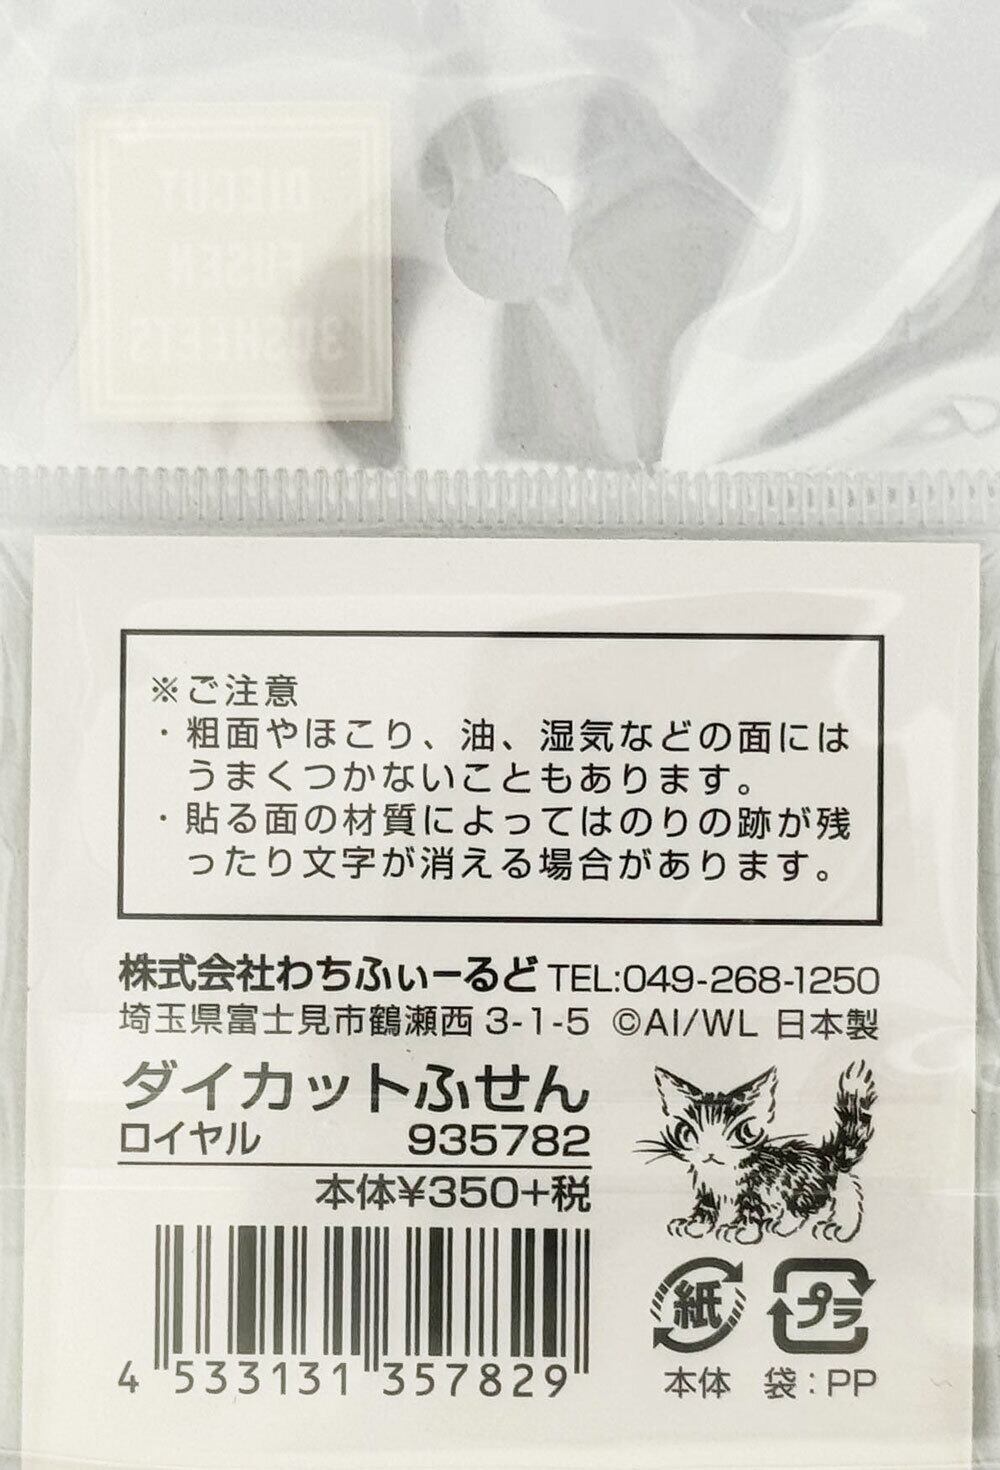 DIECUT
FUSEN
30SHEETS
※ご注意
・粗面やほこり、油、湿気などの面には
うまくつかないこともあります。
・貼る面の材質によってはのりの跡が残
ったり文字が消える場合があります。
株式会社わちふぃーるど TEL:049-268-1250
埼玉県富士見市鶴瀬西 3-1-5 ©AI/WL 日本製
ダイカットふせん
ロイヤル 935782
本体¥350+税
4 533131 357829
紙 プラ
本体 袋:PP